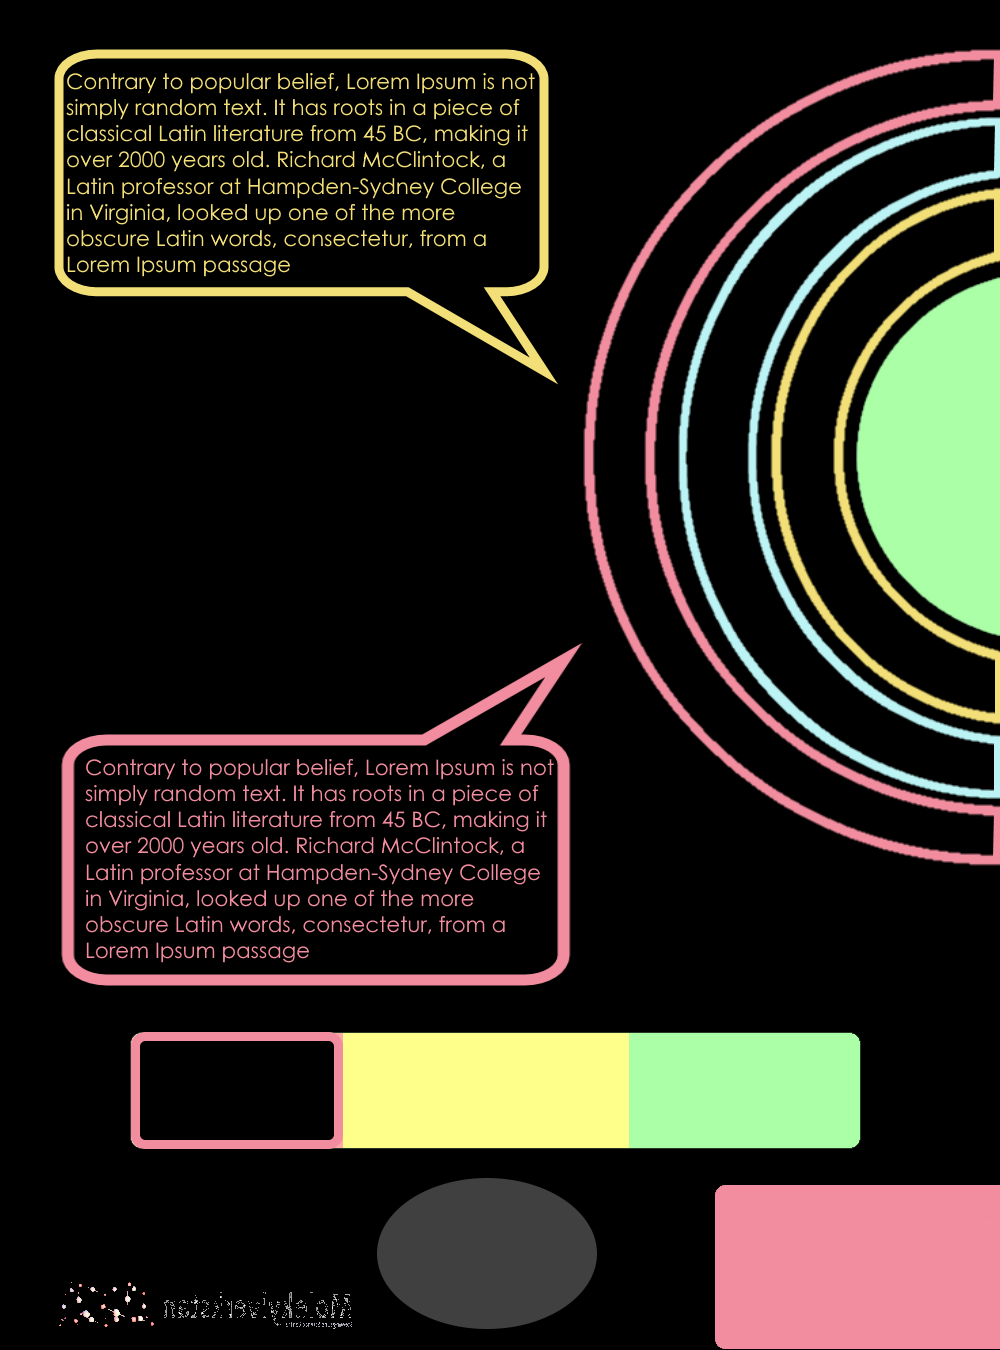 Contrary to popular belief, Lorem Ipsum is not
simply random text. It has roots in a piece of
classical Latin literature from 45 BC, making it
over 2000 years old. Richard McClintock, a
Latin professor at Hampden-Sydney College
in Virginia, looked up one of the more
obscure Latin words, consectetur, from a
Lorem Ipsum passage
Contrary to popular belief, Lorem Ipsum is not
simply random text. It has roots in a piece of
classical Latin literature from 45 BC, making it
over 2000 years old. Richard McClintock, a
Latin professor at Hampden-Sydney College
in Virginia, looked up one of the more
obscure Latin words, consectetur, from a
Lorem Ipsum passage